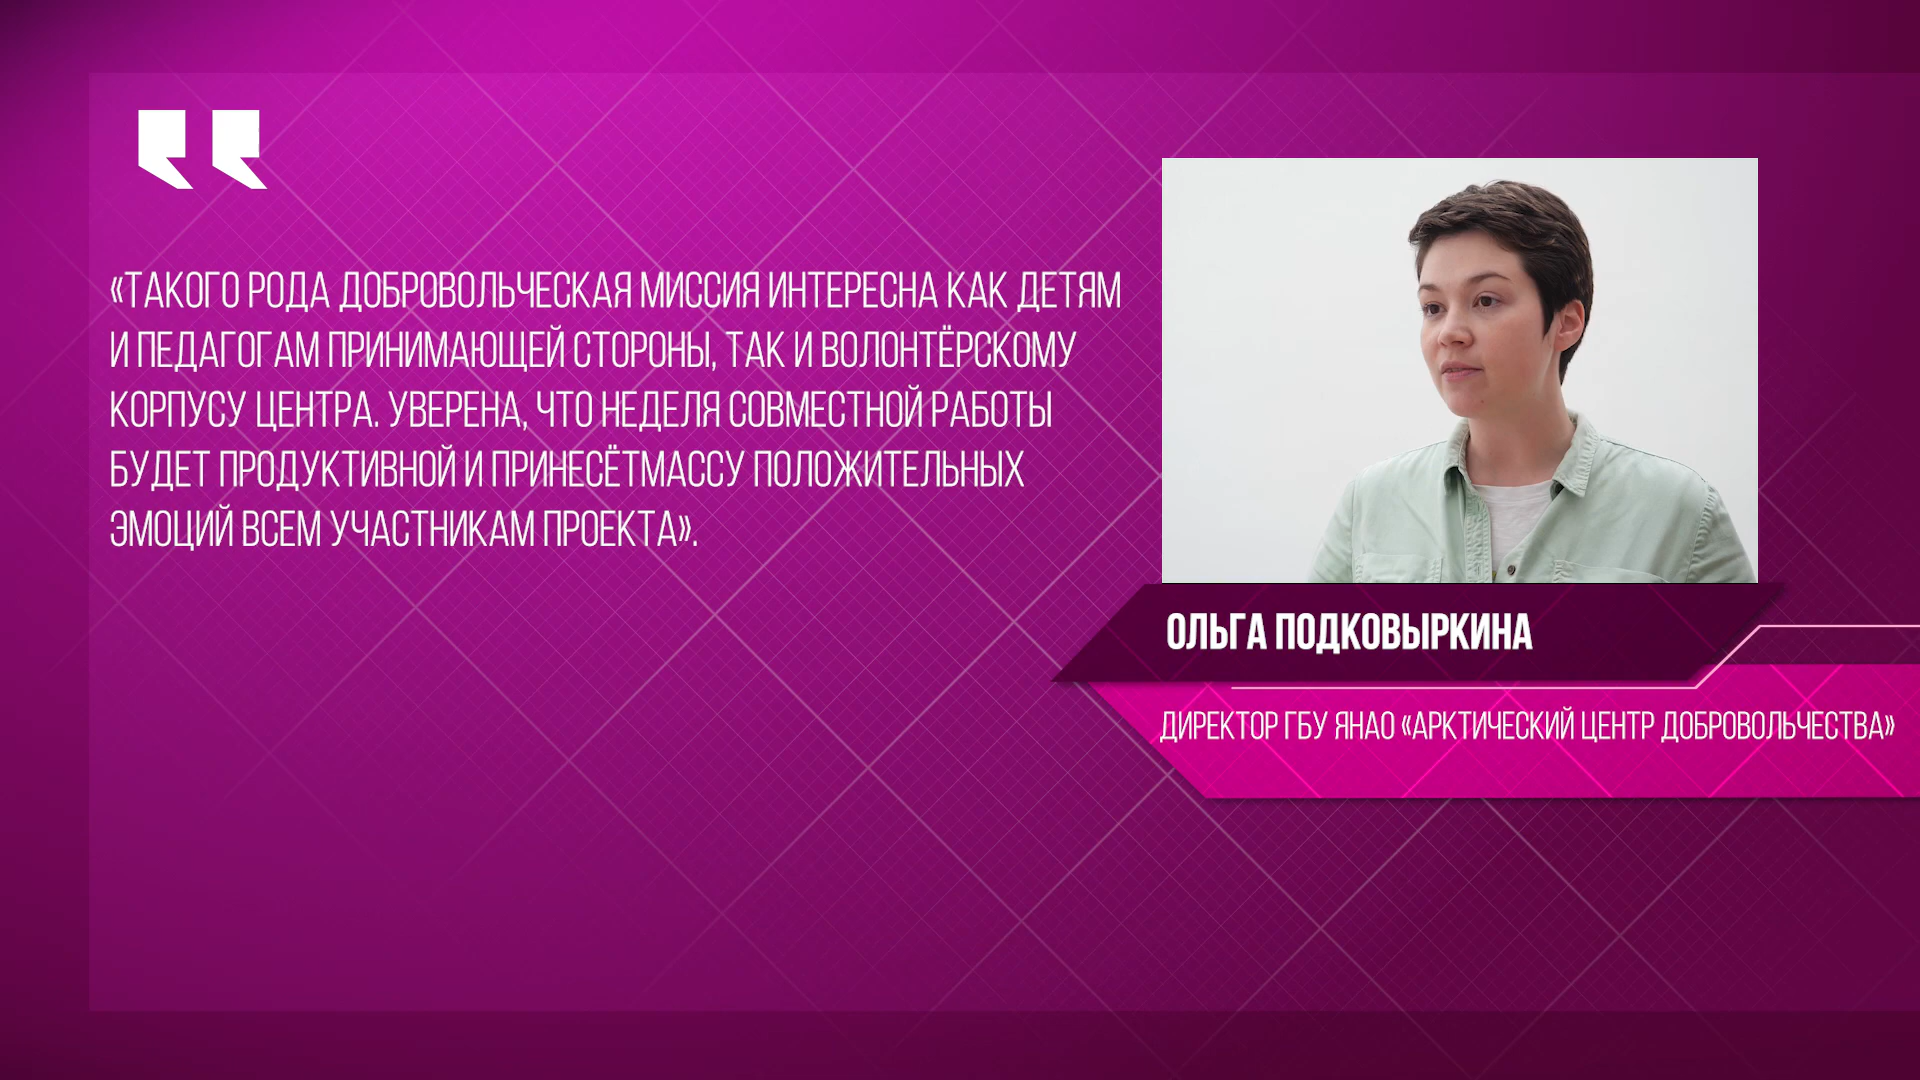 «ТАКОГО РОДА ДОБРОВОЛЬЧЕСКАЯ МИССИЯ ИНТЕРЕСНА КАК ДЕТЯМ
И ПЕДАГОГАМ ПРИНИМАЮЩЕЙ СТОРОНЫ, ТАК И ВОЛОНТЁРСКОМУ
КОРПУСУ ЦЕНТРА. УВЕРЕНА, ЧТО НЕДЕЛЯ СОВМЕСТНОЙ РАБОТЫ
БУДЕТ ПРОДУКТИВНОЙ И ПРИНЕСЁТМАССУ ПОЛОЖИТЕЛЬНЫХ
ЭМОЦИЙ ВСЕМ УЧАСТНИКАМ ПРОЕКТА».
ОЛЬГА ПОДКОВЫРКИНА
ДИРЕКТОР ГБУ ЯНАО «АРКТИЧЕСКИЙ ЦЕНТР ДОБРОВОЛЬЧЕСТВА»